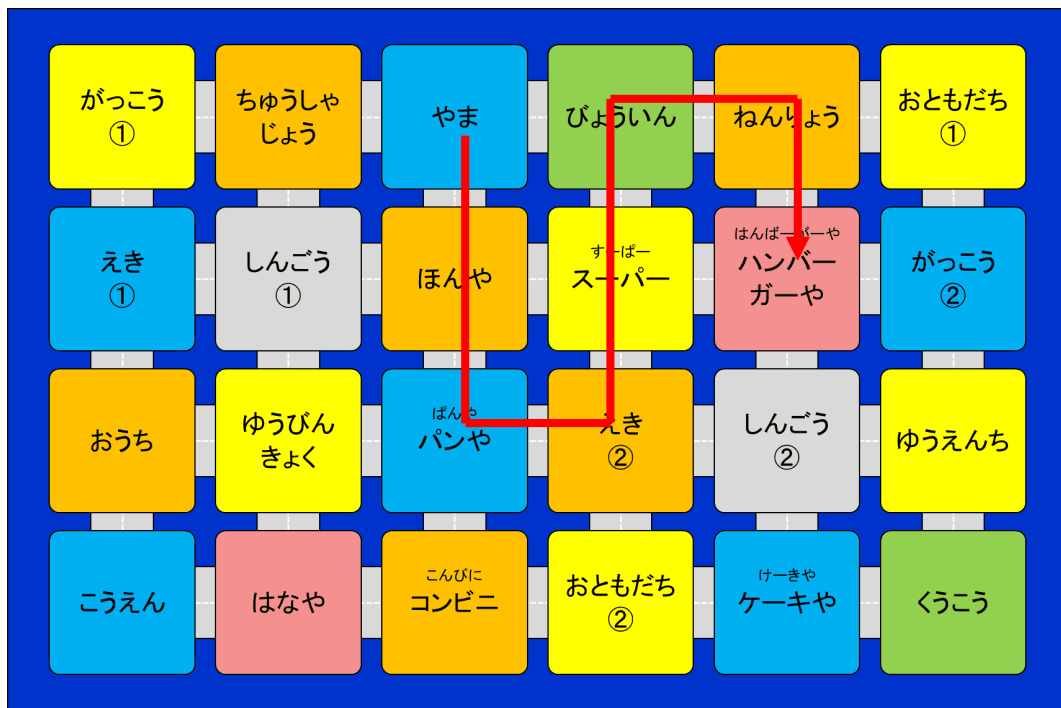 がっこう
①
ちゅうしゃ
じょう
やま
びょういん
ねんりょう
おともだち
①
えき
①
しんごう
①
ほんや
すーぱー
スーパー
はんばーがーや
ハンバー
ガーや
がっこう
②
おうち
ゆうびん
きょく
ぱんや
パンや
えき
②
しんごう
②
ゆうえんち
こうえん
はなや
こんびに
コンビニ
おともだち
②
けーきや
ケーキや
くうこう